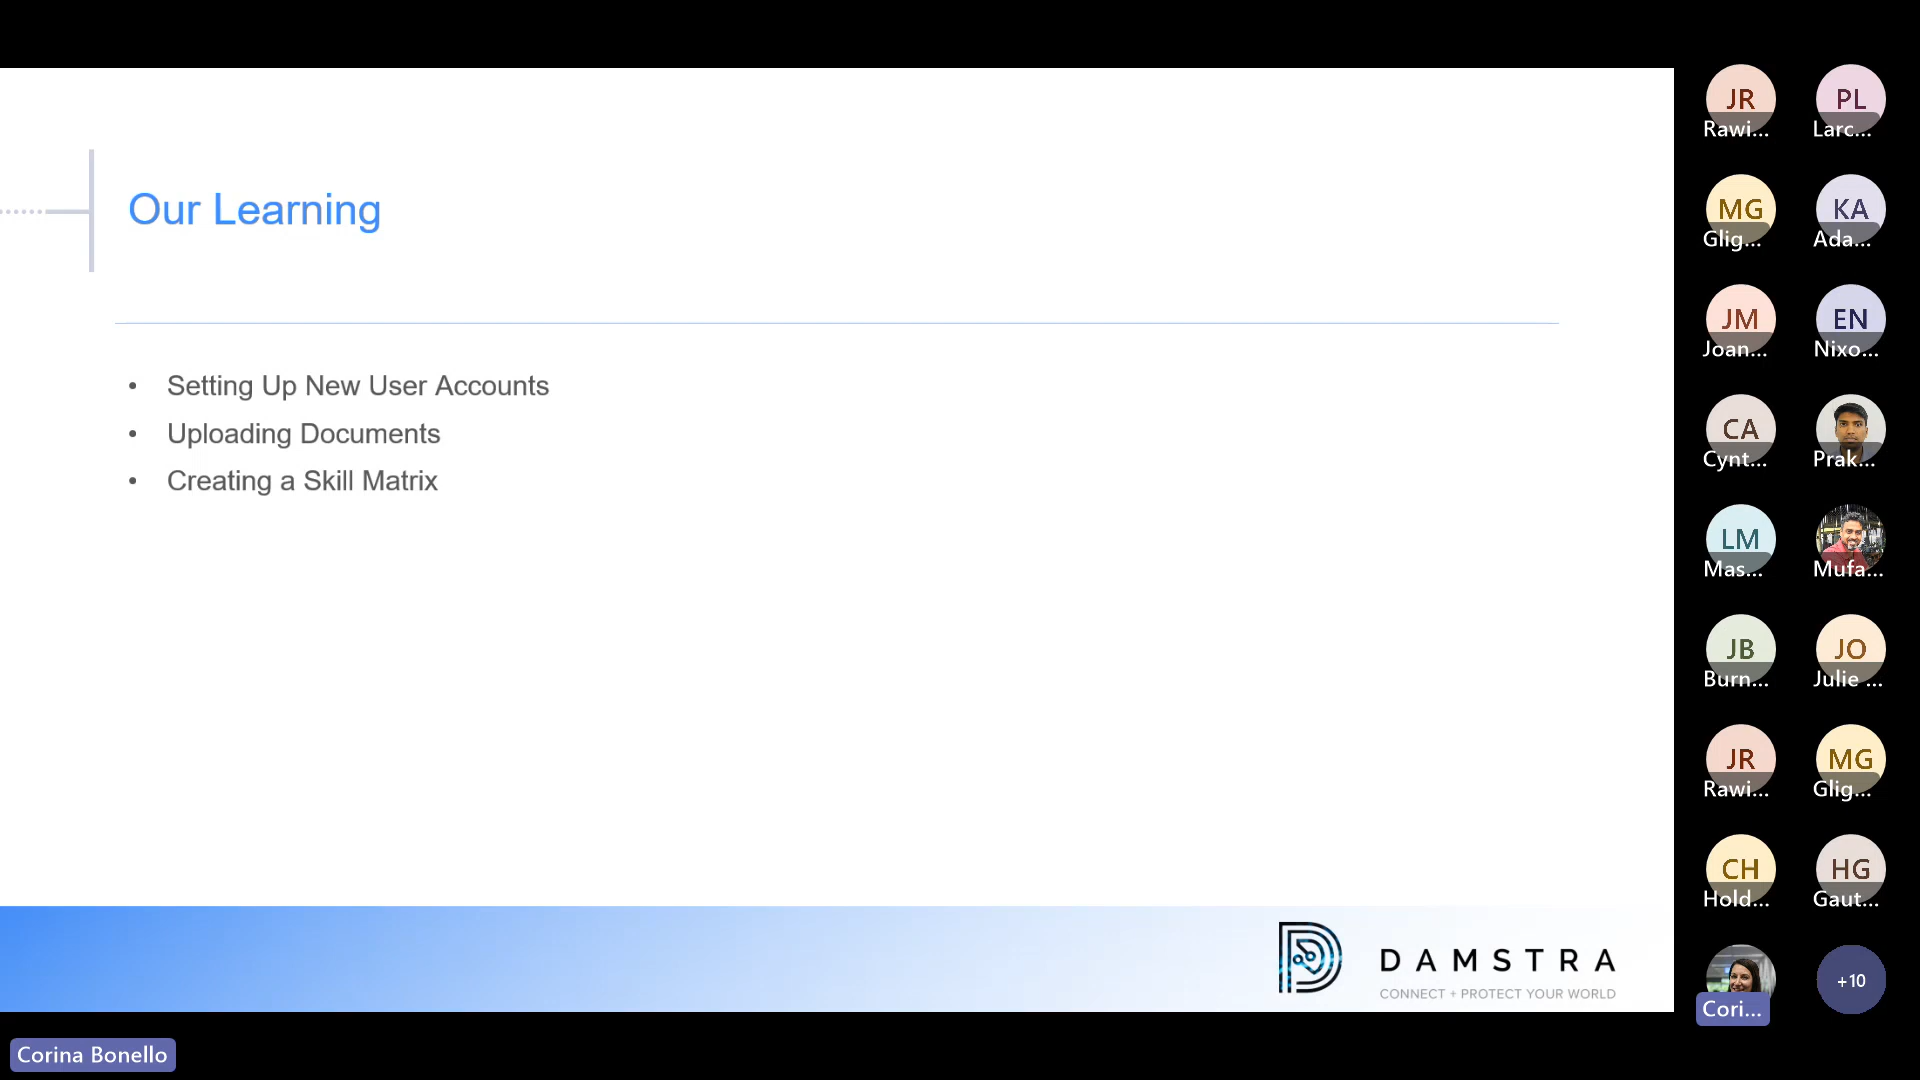 Our Learning
• Setting Up New User Accounts
• Uploading Documents
• Creating a Skill Matrix
DAMSTRA
CONNECT + PROTECT YOUR WORLD
Corina Bonello
JR PL
Rawi... Larc...
MG KA
Glig... Ada...
JM EN
Joan... Nixo...
CA
Cynt... Prak...
LM
Mas... Mufa...
JB JO
Burn... Julie ...
JR MG
Rawi... Glig...
CH HG
Hold... Gaut...
+10
Cori...